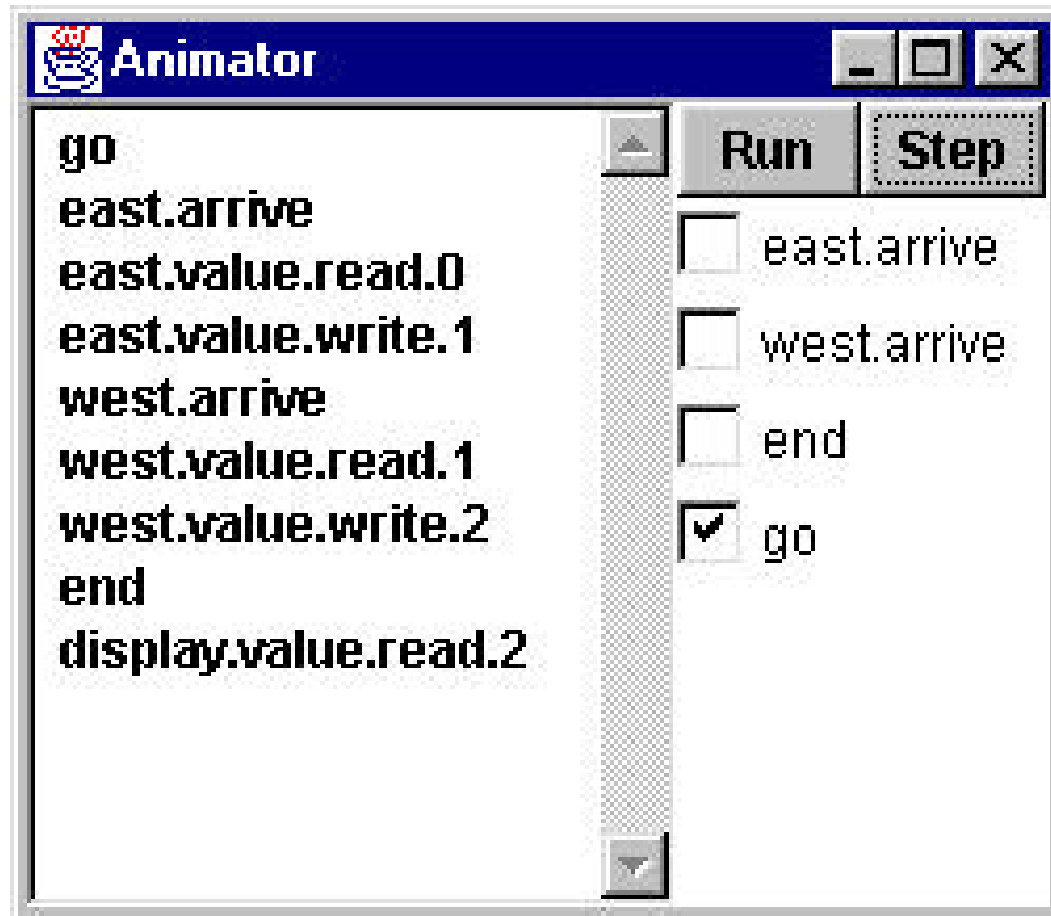 Animator
go
east.arrive
east.value.read.0
east.value.write.1
west.arrive
west.value.read.1
west.value.write.2
end
display.value.read.2
Run Step
east.arrive
west.arrive
end
go